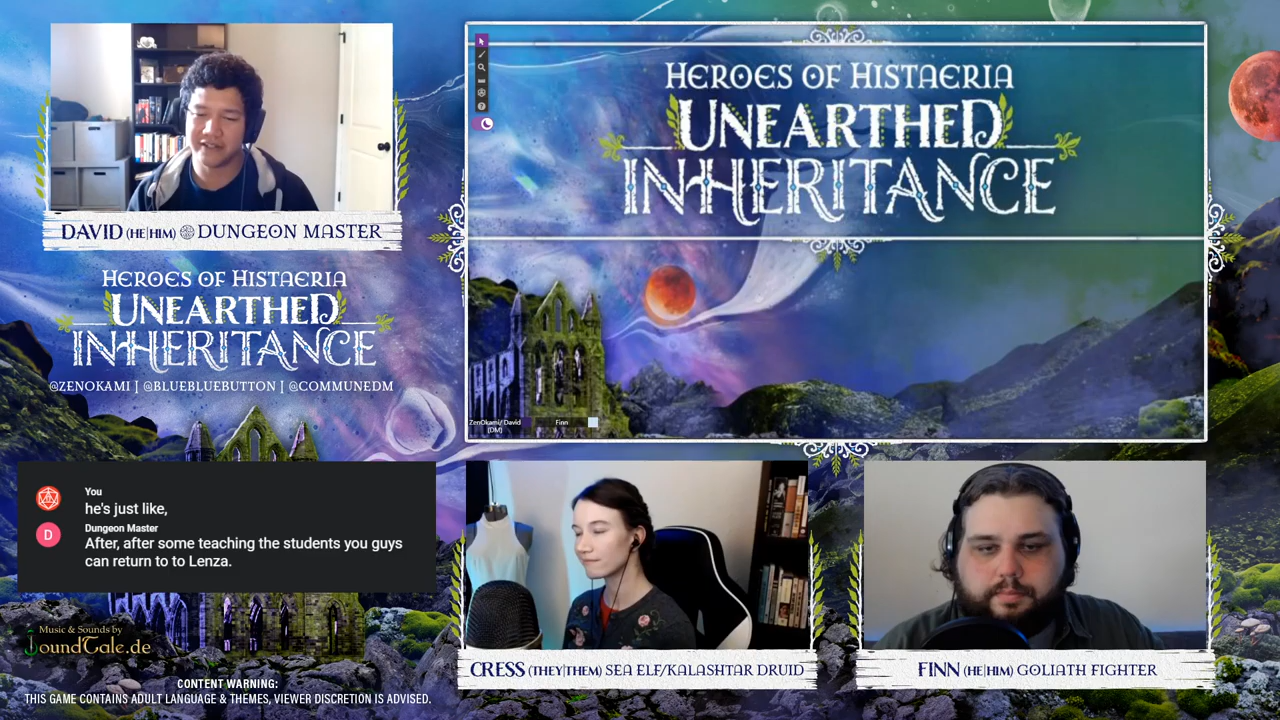 HEROES OF HISTAERIA
UNEARTHED
INHERITANCE
ZenOkami/ David
(DM)
Finn
DAVID (HE|HIM) DUNGEON MASTER
HEROES OF HISTAERIA
UNEARTHED
INHERITANCE
@ZENOKAMI | @BLUEBLUEBUTTON | @COMMUNEDM
You
he's just like,
D
Dungeon Master
After, after some teaching the students you guys
can return to to Lenza.
Music & Sounds by
SoundTale.de
CONTENT WARNING:
THIS GAME CONTAINS ADULT LANGUAGE & THEMES, VIEWER DISCRETION IS ADVISED.
CRESS (THEY|THEM) SEA ELF/KALASHTAR DRUID
FINN (HE|HIM) GOLIATH FIGHTER